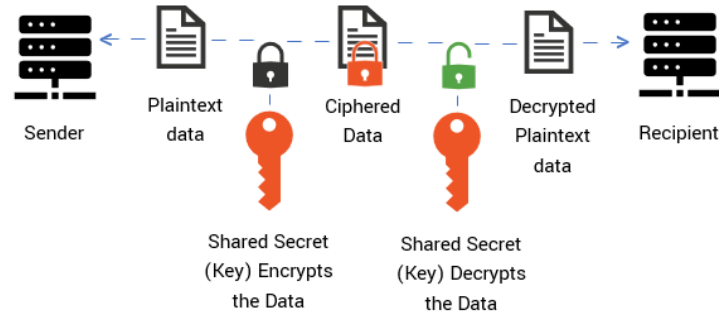 Sender
Plaintext
data
Ciphered
Data
Decrypted
Plaintext
data
Recipient
Shared Secret
(Key) Encrypts
the Data
Shared Secret
(Key) Decrypts
the Data